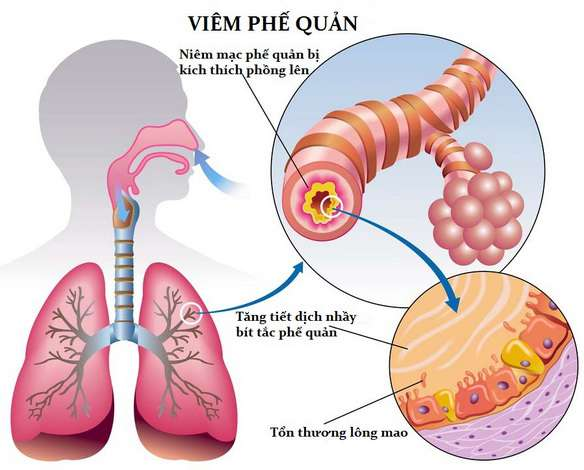 VIÊM PHẾ QUẢN
Niêm mạc phế quản bị
kích thích phồng lên
Tăng tiết dịch nhầy
bít tắc phế quản
Tổn thương lông mao